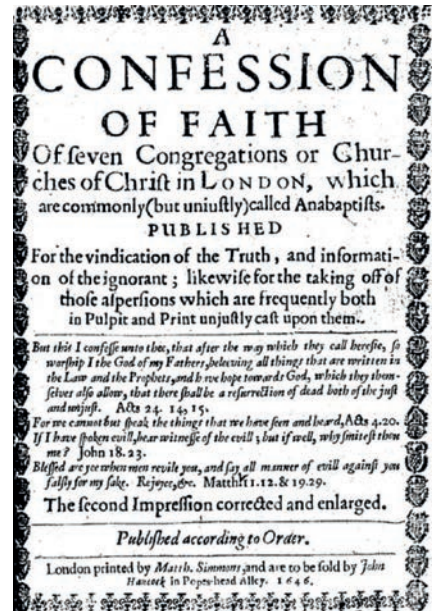 A
CONFESSION
OF FAITH
Of ſeven Congregations or Chur-
ches of Chriſt in LONDON, which
are commonly (but uniuſtly) called Anabaptiſts.
PUBLISHED
For the vindication of the Truth, and informati-
on of the ignorant; likewiſe for the taking off of
thoſe aſperſions which are frequently both
in Pulpit and Print unjuſtly caſt upon them.
But this I confeſſe unto thee, that after the way which they call hereſie, ſo
worſhip I the God of my Fathers, beleeving all things that are written in
the Law and the Prophets, and have hope towards God, which they them-
ſelves alſo allow, that there ſhall be a reſurrection of dead both of the juſt
and unjuſt. Acts 24. 14, 15.
For we cannot but ſpeak the things that we have ſeen and heard, Acts 4.20.
If I have ſpoken evill, bear witneſſe of the evill; but if well, why ſmiteſt thou
me? John 18. 23.
Bleſſed are yee when men revile you, and ſay all manner of evill againſt you
falſly for my ſake. Rejoyce, &c. Matth. 12. & 19.29.
The ſecond Impreſſion corrected and enlarged.
Publiſhed according to Order.
London printed by Matth. Simmons, and are to be ſold by John
Hancock in Popes-head Alley. 1646.